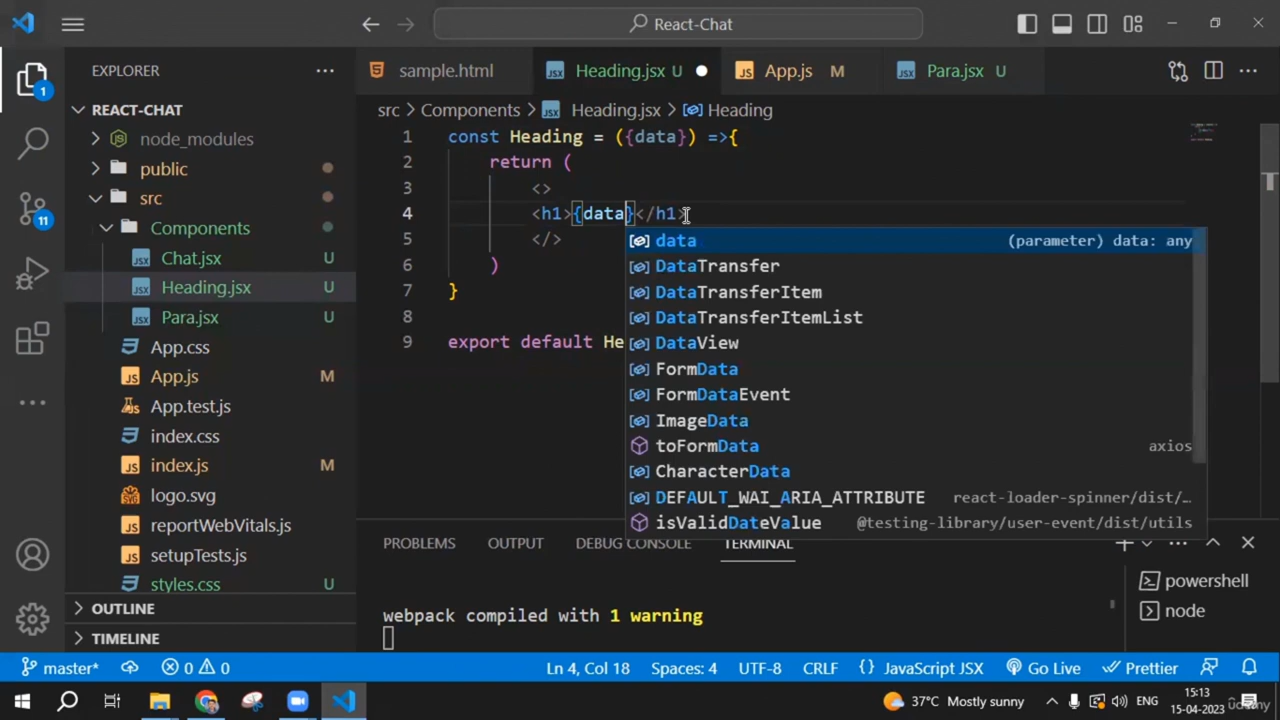 React-Chat
EXPLORER
sample.html
Heading.jsx U
App.js M
Para.jsx U
REACT-CHAT
src > Components > Heading.jsx > Heading
node_modules
public
src
Components
Chat.jsx U
Heading.jsx U
Para.jsx U
App.css
App.js M
App.test.js
index.css
index.js M
logo.svg
reportWebVitals.js
setupTests.js
styles.css U
OUTLINE
TIMELINE
1 const Heading = ({data}) =>{
2 return (
3 <>
4 <h1>{data}</h1>
5 </>
6 )
7 }
8
9 export default He
data (parameter) data: any
DataTransfer
DataTransferItem
DataTransferItemList
DataView
FormData
FormDataEvent
ImageData
toFormData axios
CharacterData
DEFAULT_WAI_ARIA_ATTRIBUTE react-loader-spinner/dist/…
isValidDateValue @testing-library/user-event/dist/utils
PROBLEMS OUTPUT DEBUG CONSOLE TERMINAL
webpack compiled with 1 warning
powershell
node
1
11
master* 0 0 Ln 4, Col 18 Spaces: 4 UTF-8 CRLF {} JavaScript JSX Go Live Prettier
37°C Mostly sunny ENG 15:13
15-04-2023
udemy